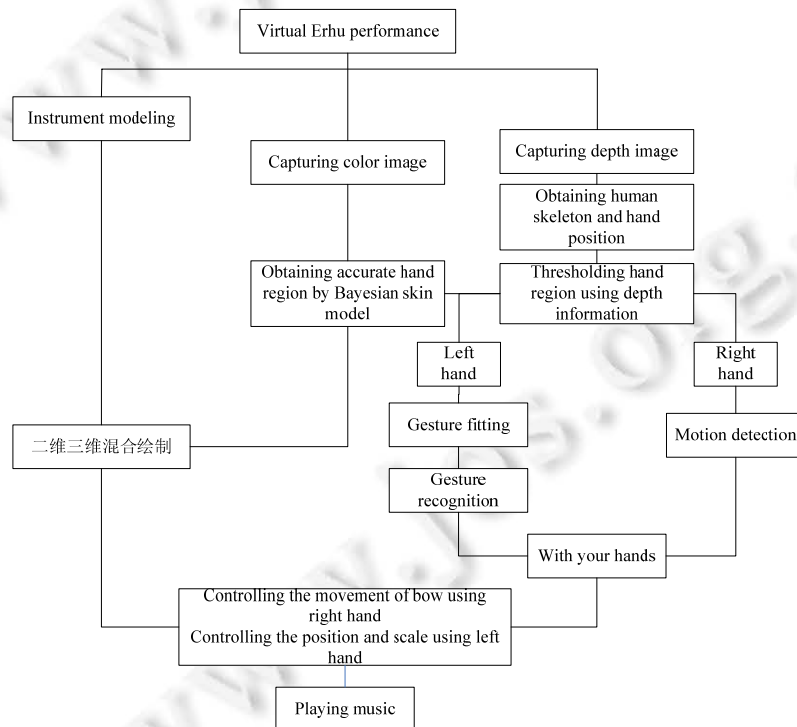 Virtual Erhu performance
Instrument modeling
Capturing color image
Capturing depth image
Obtaining human
skeleton and hand
position
Obtaining accurate hand
region by Bayesian skin
model
Thresholding hand
region using depth
information
Left
hand
Right
hand
Gesture fitting
Motion detection
二维三维混合绘制
Gesture
recognition
With your hands
Controlling the movement of bow using
right hand
Controlling the position and scale using left
hand
Playing music
www.jos.org